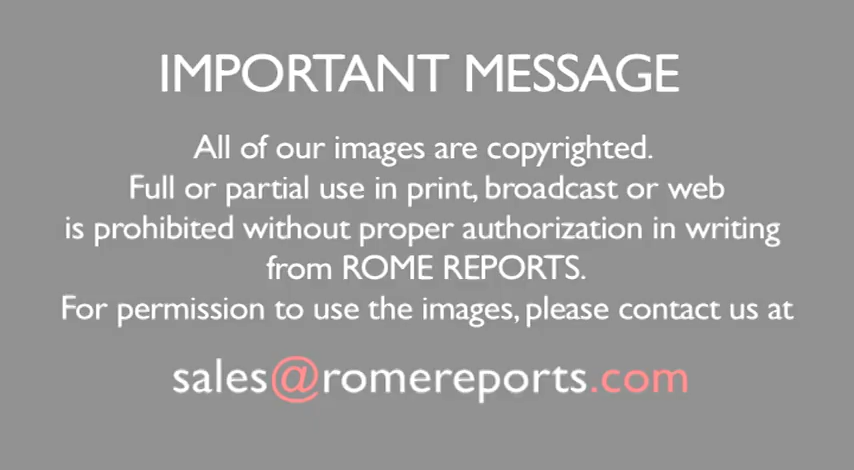 IMPORTANT MESSAGE
All of our images are copyrighted.
Full or partial use in print, broadcast or web
is prohibited without proper authorization in writing
from ROME REPORTS.
For permission to use the images, please contact us at
sales@romereports.com